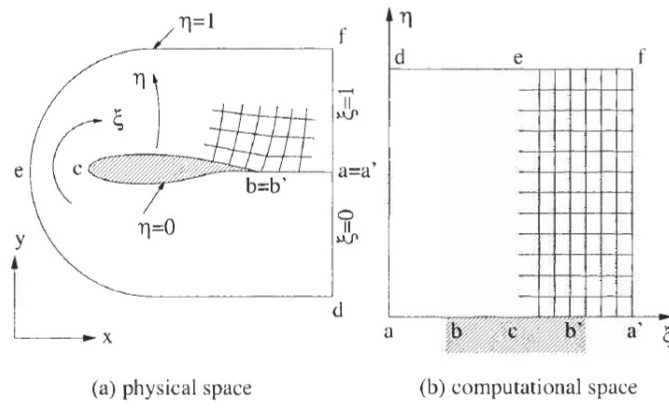 η=1
f
η
ξ
ξ=1
e
c
b=b'
a=a'
η=0
ξ=0
y
d
x
(a) physical space
η
d
e
f
a
b
c
b'
a'
ξ
(b) computational space